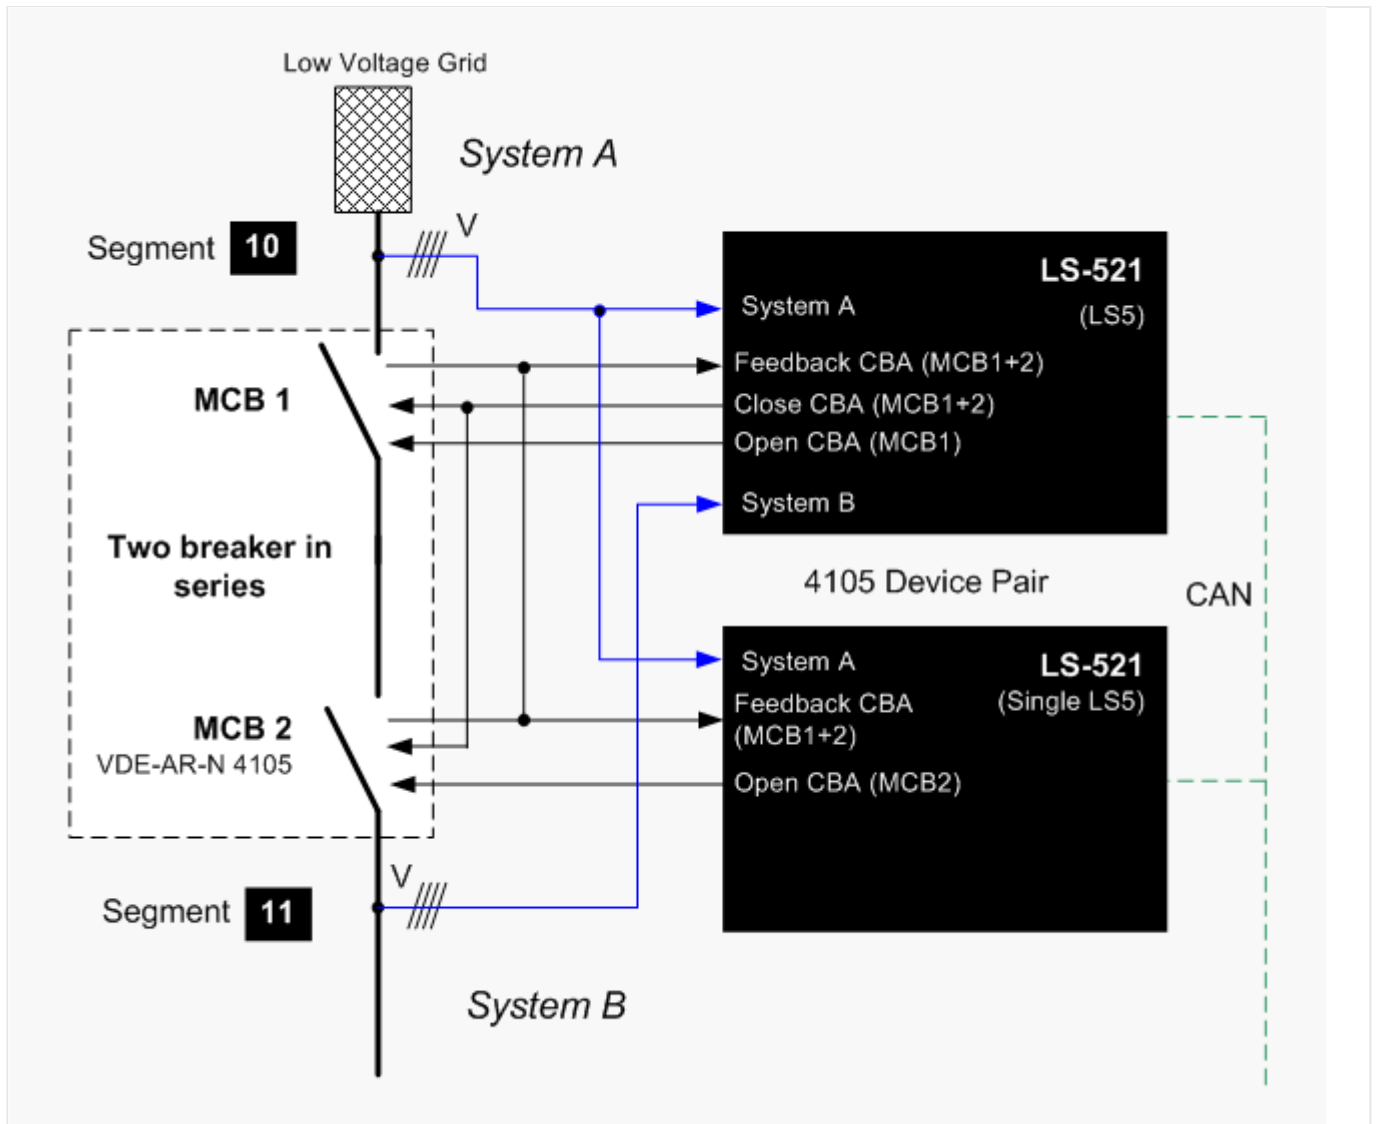 Low Voltage Grid
System A
Segment 10
V
LS-521
(LS5)
System A
Feedback CBA (MCB1+2)
Close CBA (MCB1+2)
Open CBA (MCB1)
System B
MCB 1
Two breaker in
series
4105 Device Pair
CAN
LS-521
(Single LS5)
System A
Feedback CBA
(MCB1+2)
Open CBA (MCB2)
MCB 2
VDE-AR-N 4105
V
Segment 11
System B